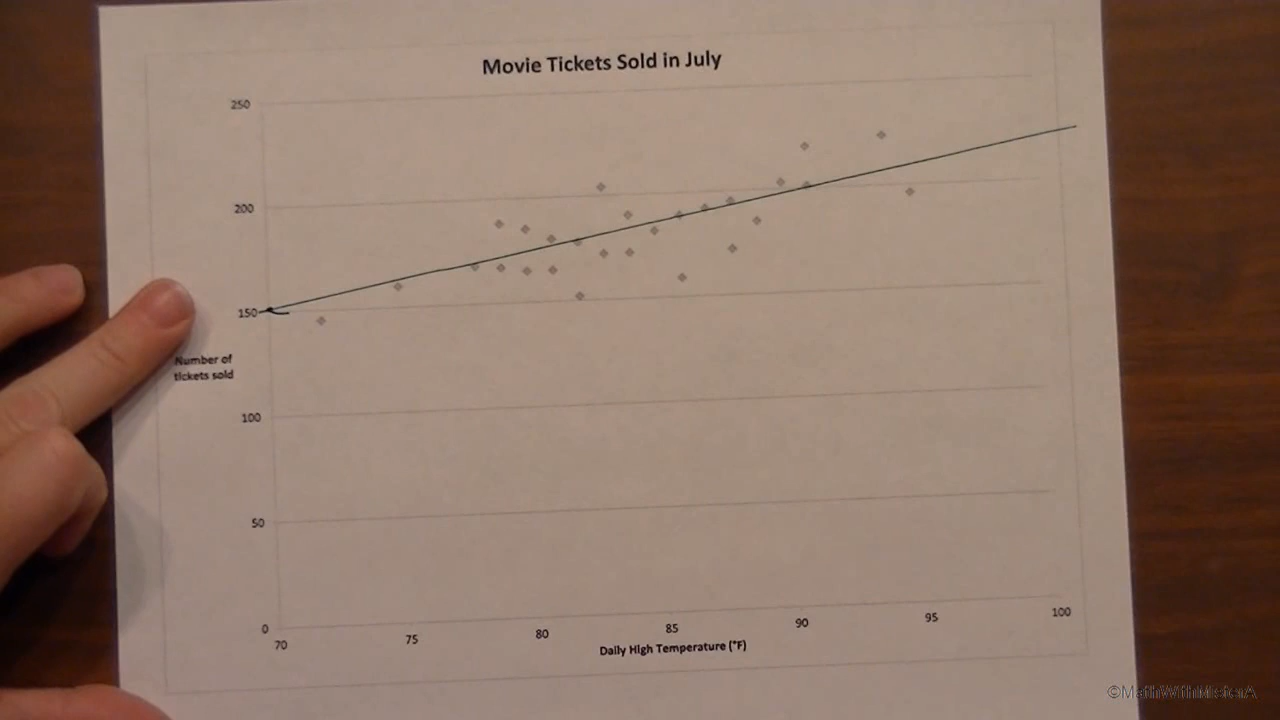 Movie Tickets Sold in July
250
200
150
Number of
tickets sold
100
50
0
70 75 80 85 90 95 100
Daily High Temperature (°F)
©MathWithMisterA